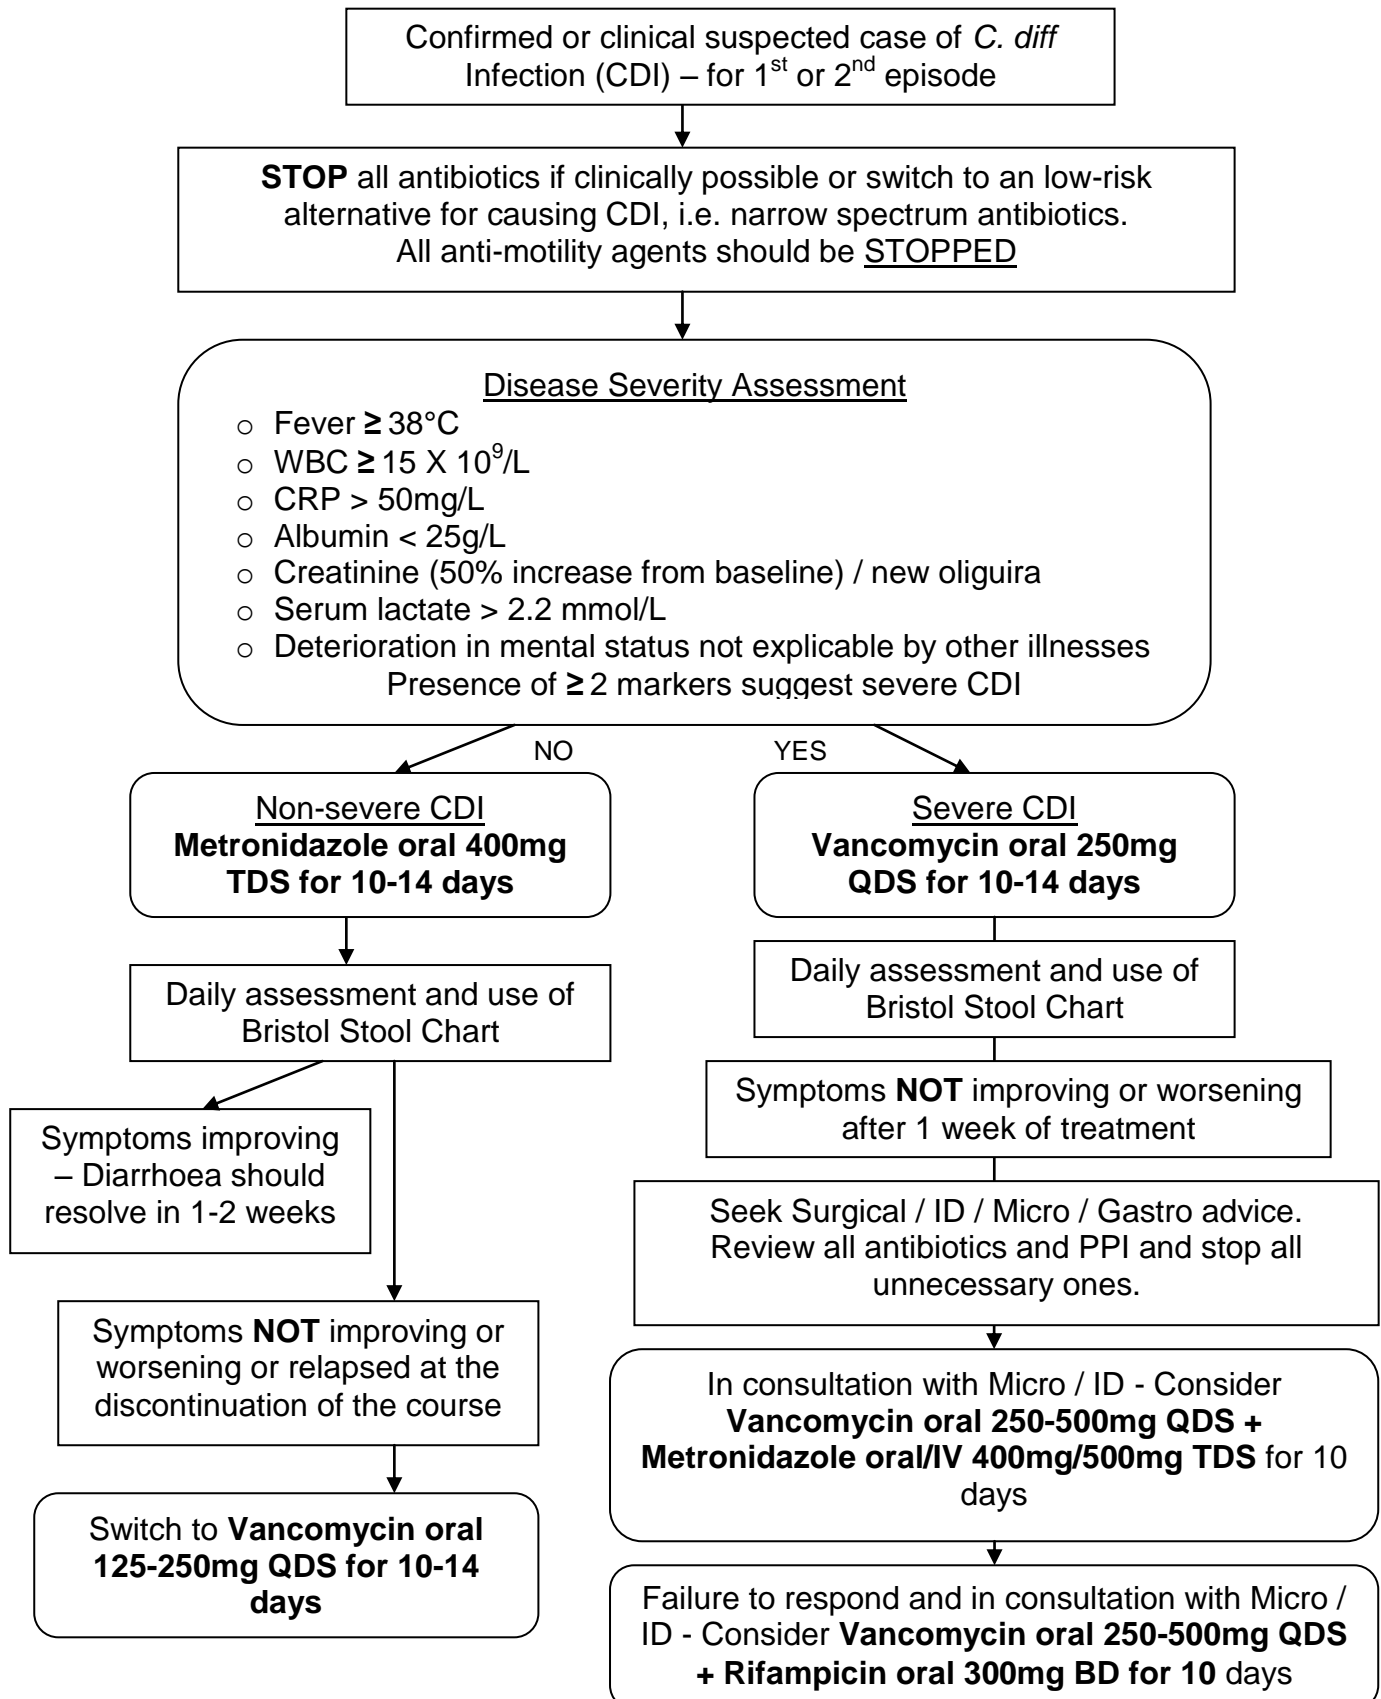 Confirmed or clinical suspected case of C. diff
Infection (CDI) – for 1st or 2nd episode
STOP all antibiotics if clinically possible or switch to an low-risk
alternative for causing CDI, i.e. narrow spectrum antibiotics.
All anti-motility agents should be STOPPED
Disease Severity Assessment
o Fever ≥ 38°C
o WBC ≥ 15 X 10⁹/L
o CRP > 50mg/L
o Albumin < 25g/L
o Creatinine (50% increase from baseline) / new oliguira
o Serum lactate > 2.2 mmol/L
o Deterioration in mental status not explicable by other illnesses
Presence of ≥ 2 markers suggest severe CDI
NO
YES
Non-severe CDI
Metronidazole oral 400mg
TDS for 10-14 days
Severe CDI
Vancomycin oral 250mg
QDS for 10-14 days
Daily assessment and use of
Bristol Stool Chart
Daily assessment and use of
Bristol Stool Chart
Symptoms improving
– Diarrhoea should
resolve in 1-2 weeks
Symptoms NOT improving or worsening
after 1 week of treatment
Seek Surgical / ID / Micro / Gastro advice.
Review all antibiotics and PPI and stop all
unnecessary ones.
Symptoms NOT improving or
worsening or relapsed at the
discontinuation of the course
In consultation with Micro / ID - Consider
Vancomycin oral 250-500mg QDS +
Metronidazole oral/IV 400mg/500mg TDS for 10
days
Switch to Vancomycin oral
125-250mg QDS for 10-14
days
Failure to respond and in consultation with Micro /
ID - Consider Vancomycin oral 250-500mg QDS
+ Rifampicin oral 300mg BD for 10 days